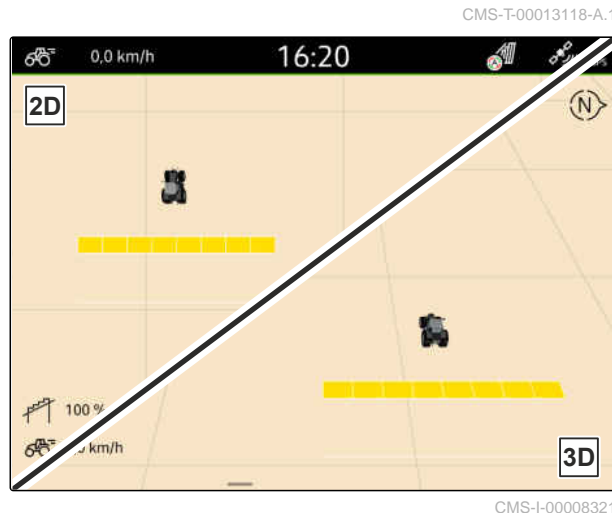 CMS-T-00013118-A.1
0,0 km/h 16:20
2D
N
100 %
km/h
3D
CMS-I-00008321